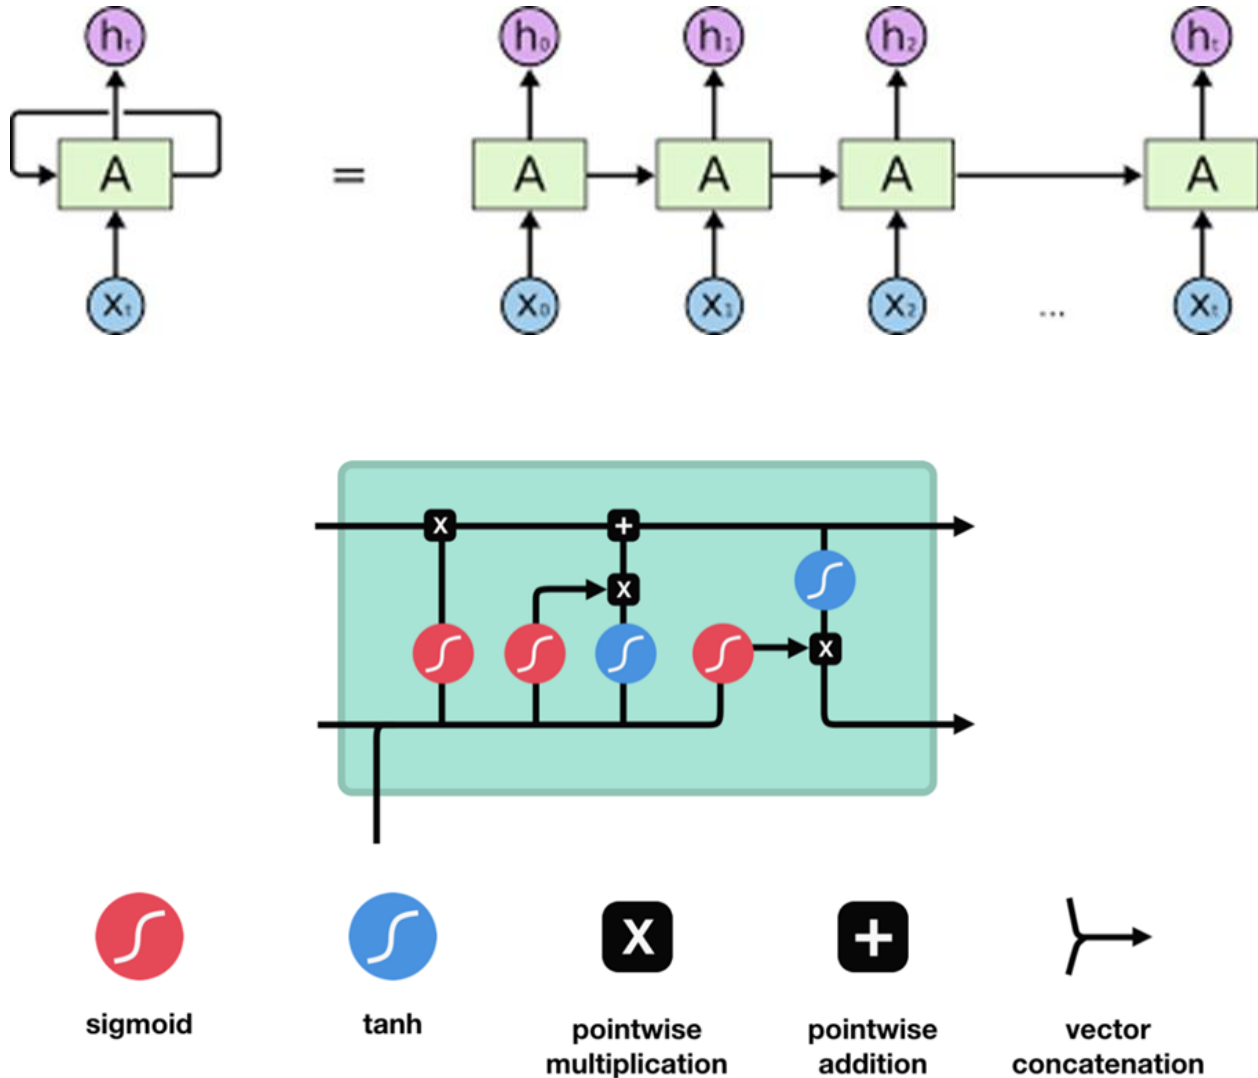 hₜ h₀ h₁ h₂ hₜ
A = A A A A
xₜ x₀ x₁ x₂ ... xₜ
x +
x
x
x +
sigmoid tanh pointwise pointwise vector
multiplication addition concatenation